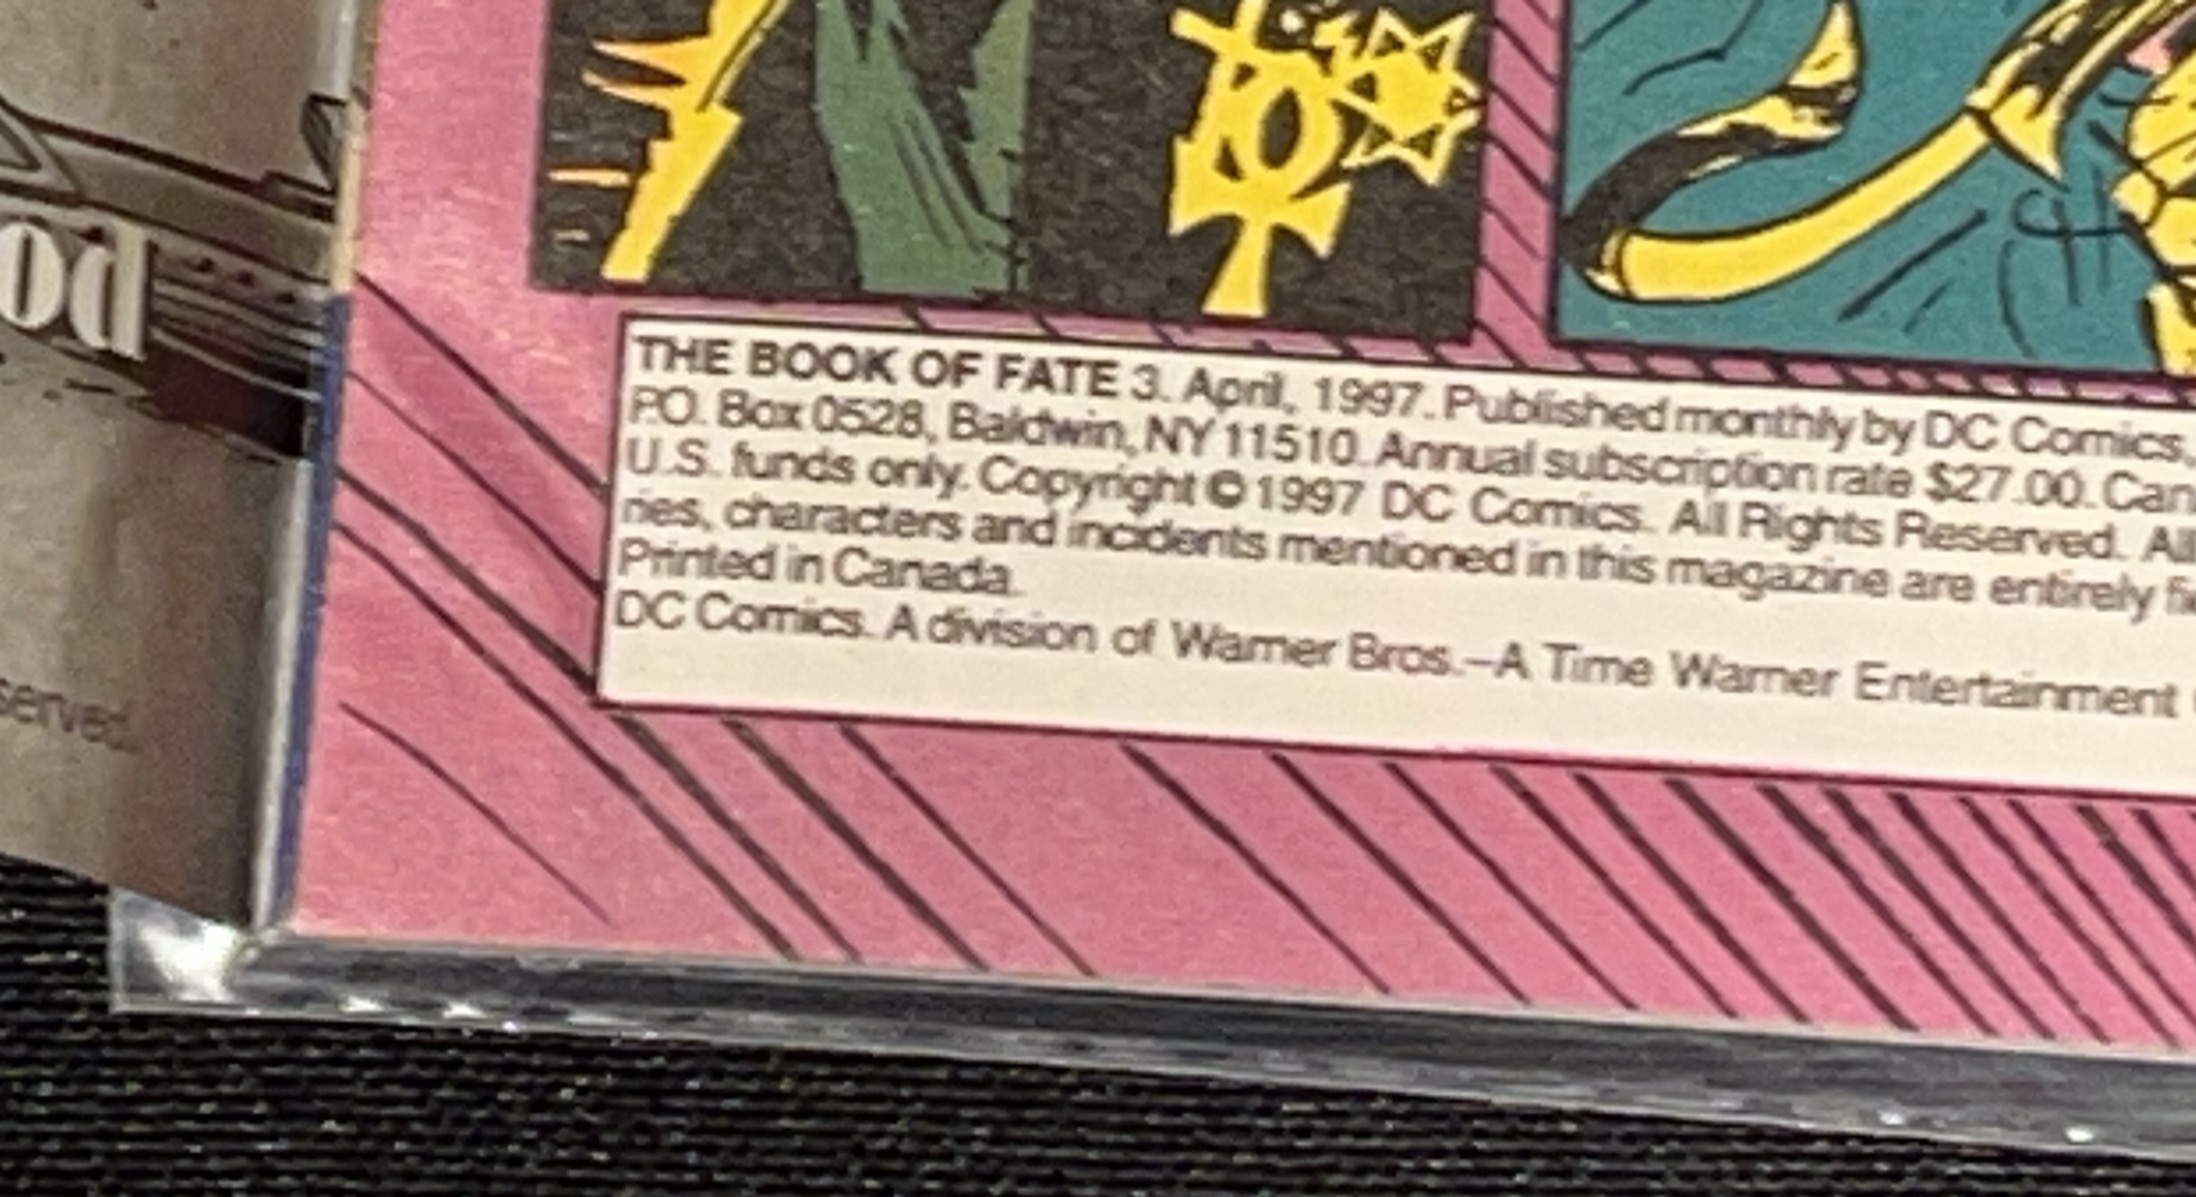 od
served.
THE BOOK OF FATE 3. April, 1997. Published monthly by DC Comics,
P.O. Box 0528, Baldwin, NY 11510. Annual subscription rate $27.00. Can
U.S. funds only. Copyright © 1997 DC Comics. All Rights Reserved. All
ries, characters and incidents mentioned in this magazine are entirely fi
Printed in Canada.
DC Comics. A division of Warner Bros.–A Time Warner Entertainment